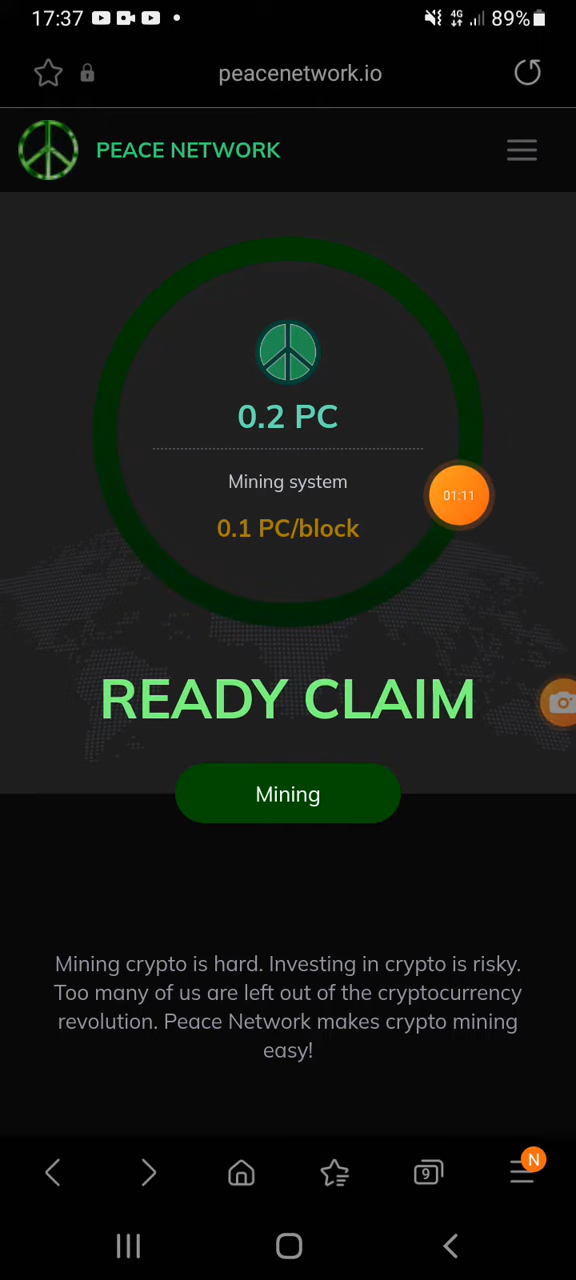 17:37 4G 89%
peacenetwork.io
PEACE NETWORK
0.2 PC
Mining system
0.1 PC/block
01:11
READY CLAIM
Mining
Mining crypto is hard. Investing in crypto is risky.
Too many of us are left out of the cryptocurrency
revolution. Peace Network makes crypto mining
easy!
9
N